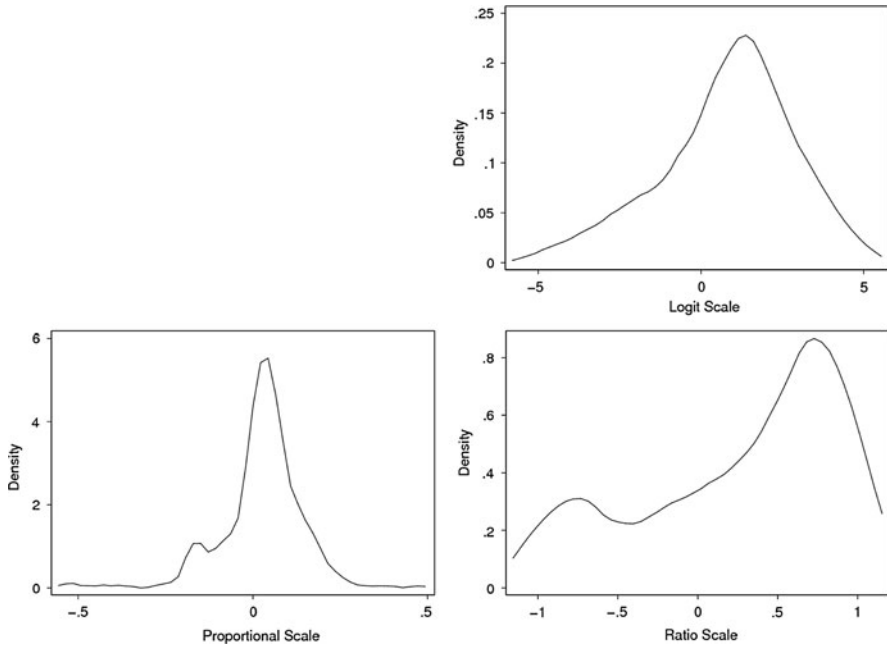 .25
.2
.15
.1
.05
0
Density
-5 0 5
Logit Scale
6
4
2
0
Density
-.5 0 .5
Proportional Scale
.8
.6
.4
.2
0
Density
-1 -.5 0 .5 1
Ratio Scale